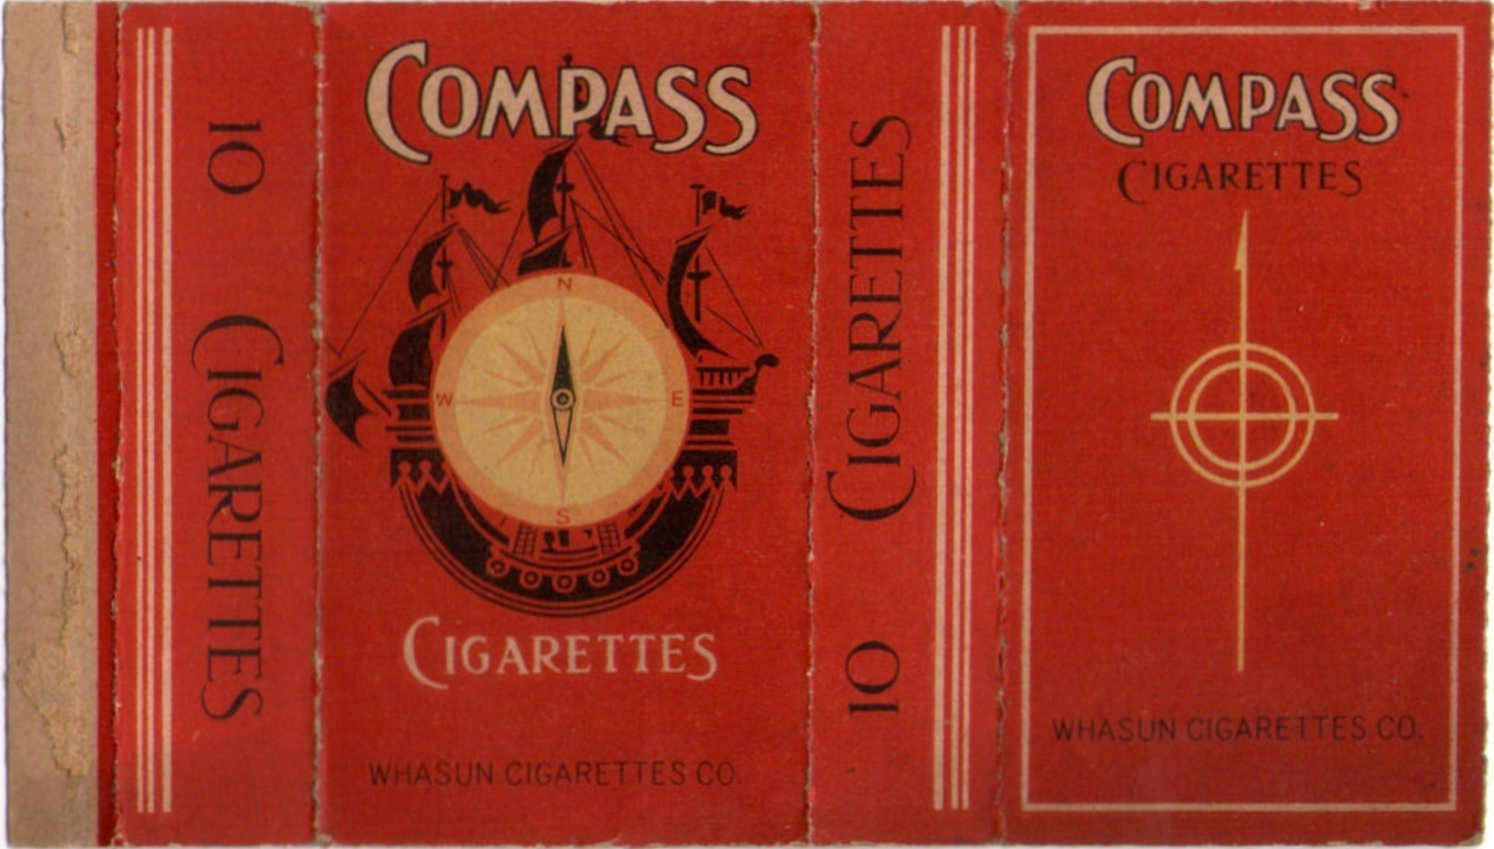 10 CIGARETTES
COMPASS
N
W
E
S
CIGARETTES
WHASUN CIGARETTES CO.
10 CIGARETTES
COMPASS
CIGARETTES
WHASUN CIGARETTES CO.